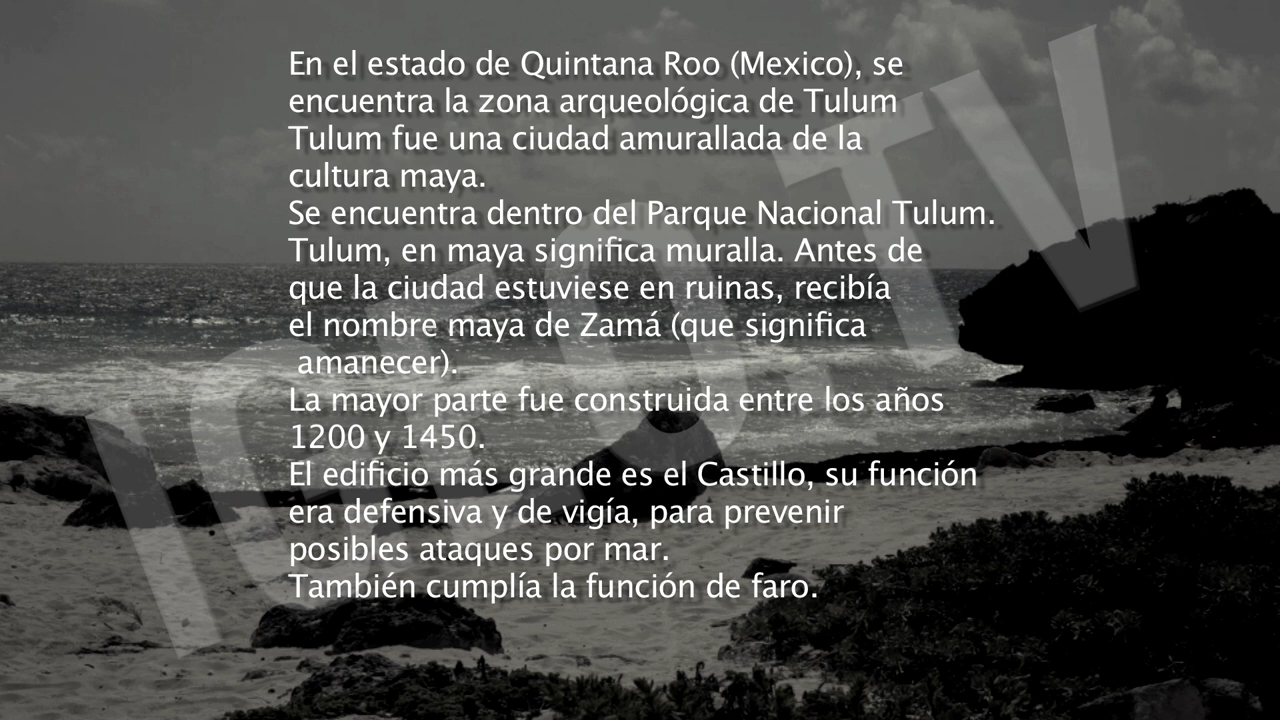 En el estado de Quintana Roo (Mexico), se
encuentra la zona arqueológica de Tulum
Tulum fue una ciudad amurallada de la
cultura maya.
Se encuentra dentro del Parque Nacional Tulum.
Tulum, en maya significa muralla. Antes de
que la ciudad estuviese en ruinas, recibía
el nombre maya de Zamá (que significa
amanecer).
La mayor parte fue construida entre los años
1200 y 1450.
El edificio más grande es el Castillo, su función
era defensiva y de vigía, para prevenir
posibles ataques por mar.
También cumplía la función de faro.